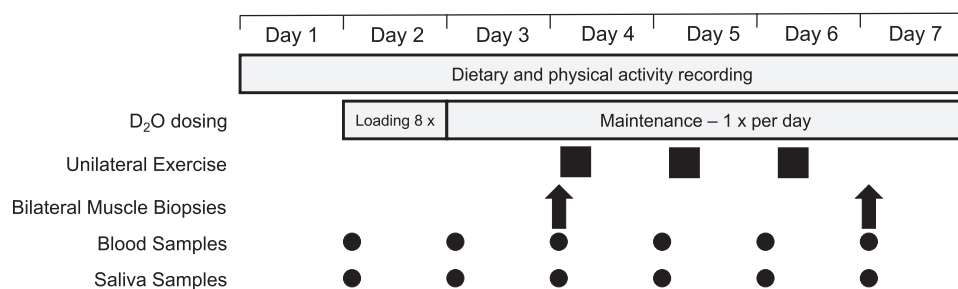 Day 1 Day 2 Day 3 Day 4 Day 5 Day 6 Day 7
Dietary and physical activity recording
D₂O dosing Loading 8 x Maintenance – 1 x per day
Unilateral Exercise
Bilateral Muscle Biopsies
Blood Samples
Saliva Samples